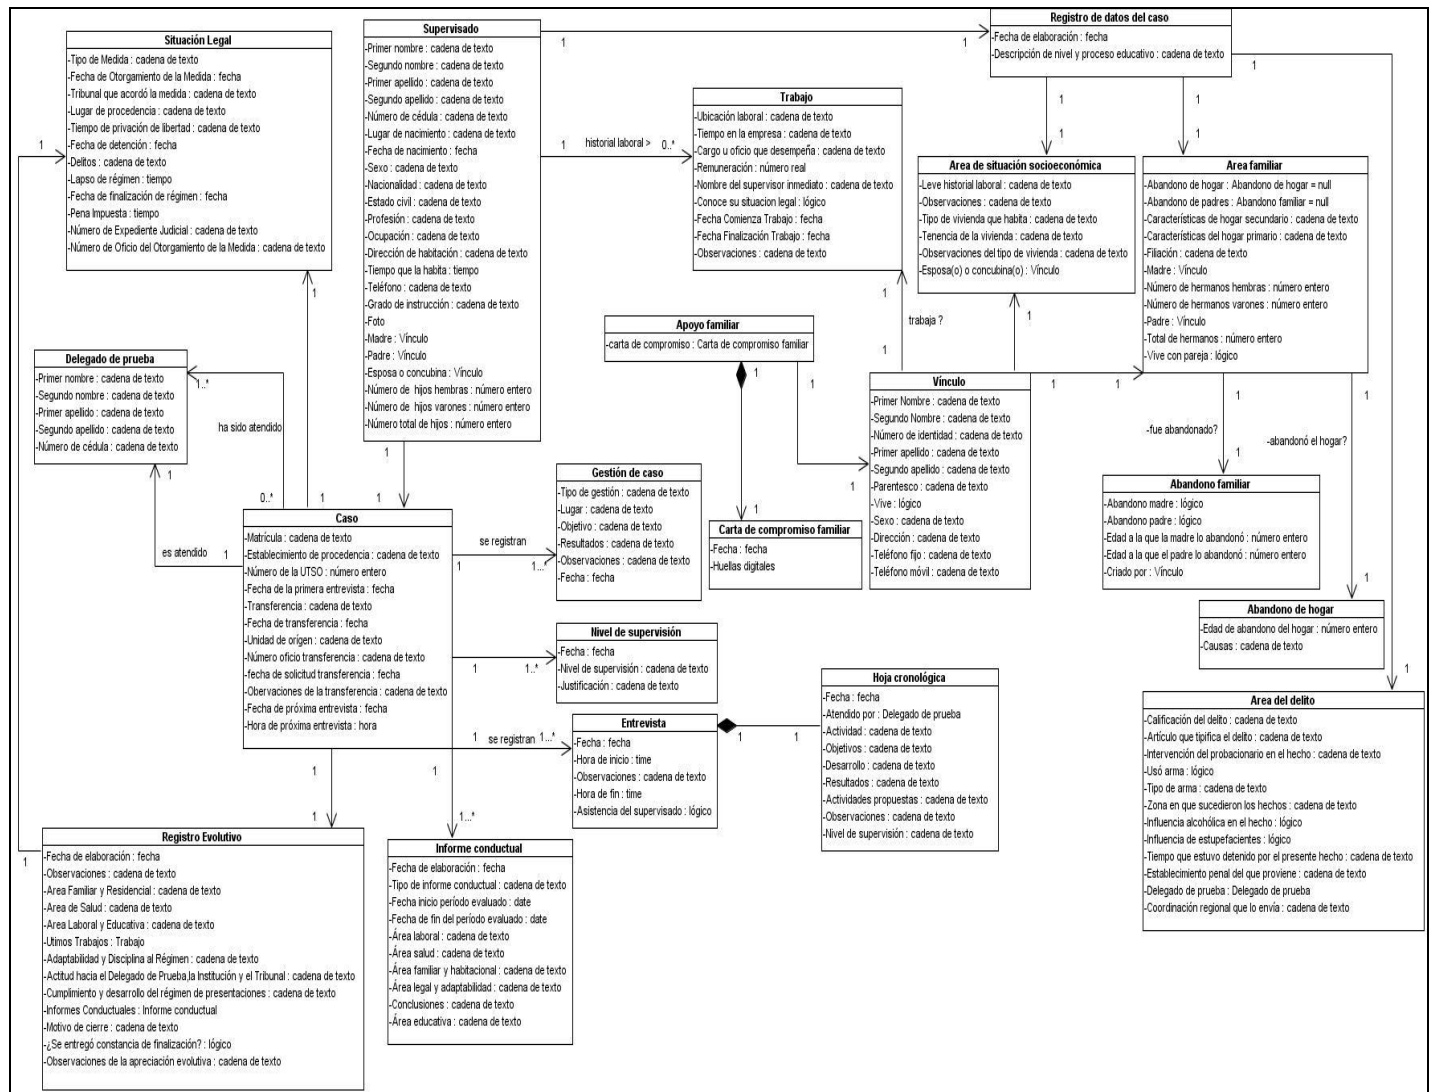 Situación Legal
-Tipo de Medida : cadena de texto
-Fecha de Otorgamiento de la Medida : fecha
-Tribunal que acordó la medida : cadena de texto
-Lugar de procedencia : cadena de texto
-Tiempo de privación de libertad : cadena de texto
-Fecha de detención : fecha
-Delitos : cadena de texto
-Lapso de régimen : tiempo
-Fecha de finalización de régimen : fecha
-Pena Impuesta : tiempo
-Número de Expediente Judicial : cadena de texto
-Número de Oficio del Otorgamiento de la Medida : cadena de texto
Supervisado
-Primer nombre : cadena de texto
-Segundo nombre : cadena de texto
-Primer apellido : cadena de texto
-Segundo apellido : cadena de texto
-Número de cédula : cadena de texto
-Lugar de nacimiento : cadena de texto
-Fecha de nacimiento : fecha
-Sexo : cadena de texto
-Nacionalidad : cadena de texto
-Estado civil : cadena de texto
-Profesión : cadena de texto
-Ocupación : cadena de texto
-Dirección de habitación : cadena de texto
-Tiempo que la habita : tiempo
-Teléfono : cadena de texto
-Grado de instrucción : cadena de texto
-Foto
-Madre : Vínculo
-Padre : Vínculo
-Esposa o concubina : Vínculo
-Número de hijos hembras : número entero
-Número de hijos varones : número entero
-Número total de hijos : número entero
1
1
Registro de datos del caso
-Fecha de elaboración : fecha
-Descripción de nivel y proceso educativo : cadena de texto
1
1
1
1
1
1
historial laboral >
0..*
Trabajo
-Ubicación laboral : cadena de texto
-Tiempo en la empresa : cadena de texto
-Cargo u oficio que desempeña : cadena de texto
-Remuneración : número real
-Nombre del supervisor inmediato : cadena de texto
-Conoce su situacion legal : lógico
-Fecha Comienza Trabajo : fecha
-Fecha Finalización Trabajo : fecha
-Observaciones : cadena de texto
Area de situación socioeconómica
-Leve historial laboral : cadena de texto
-Observaciones : cadena de texto
-Tipo de vivienda que habita : cadena de texto
-Tenencia de la vivienda : cadena de texto
-Observaciones del tipo de vivienda : cadena de texto
-Esposa(o) o concubina(o) : Vínculo
Area familiar
-Abandono de hogar : Abandono de hogar = null
-Abandono de padres : Abandono familiar = null
-Características de hogar secundario : cadena de texto
-Características del hogar primario : cadena de texto
-Filiación : cadena de texto
-Madre : Vínculo
-Número de hermanos hembras : número entero
-Número de hermanos varones : número entero
-Padre : Vínculo
-Total de hermanos : número entero
-Vive con pareja : lógico
1
1
1
trabaja ?
1
1
Apoyo familiar
-carta de compromiso : Carta de compromiso familiar
1
1
1
1
Delegado de prueba
-Primer nombre : cadena de texto
-Segundo nombre : cadena de texto
-Primer apellido : cadena de texto
-Segundo apellido : cadena de texto
-Número de cédula : cadena de texto
1..*
ha sido atendido
0..*
1
es atendido
1
1
1
1
Vínculo
-Primer Nombre : cadena de texto
-Segundo Nombre : cadena de texto
-Número de identidad : cadena de texto
-Primer apellido : cadena de texto
-Segundo apellido : cadena de texto
-Parentesco : cadena de texto
-Vive : lógico
-Sexo : cadena de texto
-Dirección : cadena de texto
-Teléfono fijo : cadena de texto
-Teléfono móvil : cadena de texto
1
1
1
-fue abandonado?
1
1
-abandonó el hogar?
1
Gestión de caso
-Tipo de gestión : cadena de texto
-Lugar : cadena de texto
-Objetivo : cadena de texto
-Resultados : cadena de texto
-Observaciones : cadena de texto
-Fecha : fecha
Carta de compromiso familiar
-Fecha : fecha
-Huellas digitales
Abandono familiar
-Abandono madre : lógico
-Abandono padre : lógico
-Edad a la que la madre lo abandonó : número entero
-Edad a la que el padre lo abandonó : número entero
-Criado por : Vínculo
Abandono de hogar
-Edad de abandono del hogar : número entero
-Causas : cadena de texto
1
Caso
-Matrícula : cadena de texto
-Establecimiento de procedencia : cadena de texto
-Número de la UTSO : número entero
-Fecha de la primera entrevista : fecha
-Transferencia : cadena de texto
-Fecha de transferencia : fecha
-Unidad de orígen : cadena de texto
-Número oficio transferencia : cadena de texto
-fecha de solicitud transferencia : fecha
-Obervaciones de la transferencia : cadena de texto
-Fecha de próxima entrevista : fecha
-Hora de próxima entrevista : hora
se registran
1
1...*
Nivel de supervisión
-Fecha : fecha
-Nivel de supervisión : cadena de texto
-Justificación : cadena de texto
1
1..*
Entrevista
-Fecha : fecha
-Hora de inicio : time
-Observaciones : cadena de texto
-Hora de fin : time
-Asistencia del supervisado : lógico
1
se registran
1...*
1
1
Hoja cronológica
-Fecha : fecha
-Atendido por : Delegado de prueba
-Actividad : cadena de texto
-Objetivos : cadena de texto
-Desarrollo : cadena de texto
-Resultados : cadena de texto
-Actividades propuestas : cadena de texto
-Observaciones : cadena de texto
-Nivel de supervisión : cadena de texto
Area del delito
-Calificación del delito : cadena de texto
-Artículo que tipifica el delito : cadena de texto
-Intervención del probacionario en el hecho : cadena de texto
-Usó arma : lógico
-Tipo de arma : cadena de texto
-Zona en que sucedieron los hechos : cadena de texto
-Influencia alcohólica en el hecho : lógico
-Influencia de estupefacientes : lógico
-Tiempo que estuvo detenido por el presente hecho : cadena de texto
-Establecimiento penal del que proviene : cadena de texto
-Delegado de prueba : Delegado de prueba
-Coordinación regional que lo envía : cadena de texto
1
1
1
1...*
1
Registro Evolutivo
-Fecha de elaboración : fecha
-Observaciones : cadena de texto
-Area Familiar y Residencial : cadena de texto
-Area de Salud : cadena de texto
-Area Laboral y Educativa : cadena de texto
-Utimos Trabajos : Trabajo
-Adaptabilidad y Disciplina al Régimen : cadena de texto
-Actitud hacia el Delegado de Prueba,la Institución y el Tribunal : cadena de texto
-Cumplimiento y desarrollo del régimen de presentaciones : cadena de texto
-Informes Conductuales : Informe conductual
-Motivo de cierre : cadena de texto
-¿Se entregó constancia de finalización? : lógico
-Observaciones de la apreciación evolutiva : cadena de texto
Informe conductual
-Fecha de elaboración : fecha
-Tipo de informe conductual : cadena de texto
-Fecha inicio período evaluado : date
-Fecha de fin del período evaluado : date
-Área laboral : cadena de texto
-Área salud : cadena de texto
-Área familiar y habitacional : cadena de texto
-Área legal y adaptabilidad : cadena de texto
-Conclusiones : cadena de texto
-Área educativa : cadena de texto